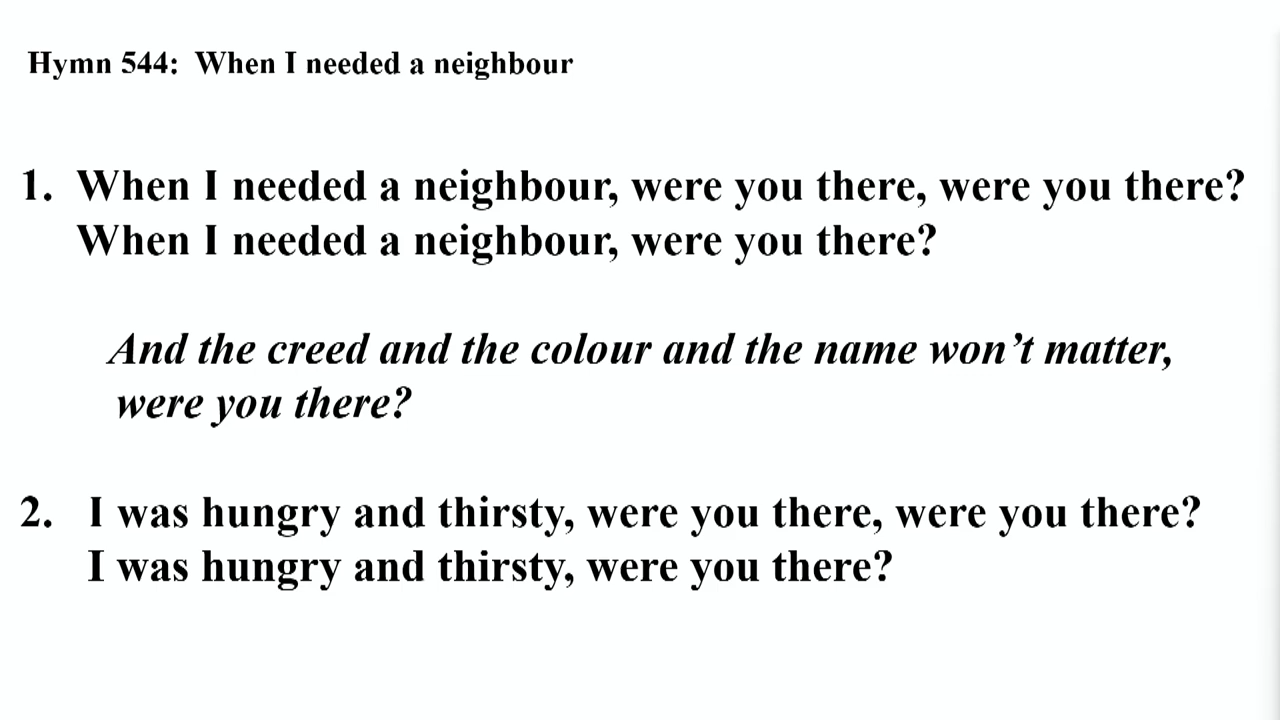 Hymn 544:  When I needed a neighbour
1.  When I needed a neighbour, were you there, were you there?
When I needed a neighbour, were you there?
And the creed and the colour and the name won’t matter,
were you there?
2.   I was hungry and thirsty, were you there, were you there?
I was hungry and thirsty, were you there?